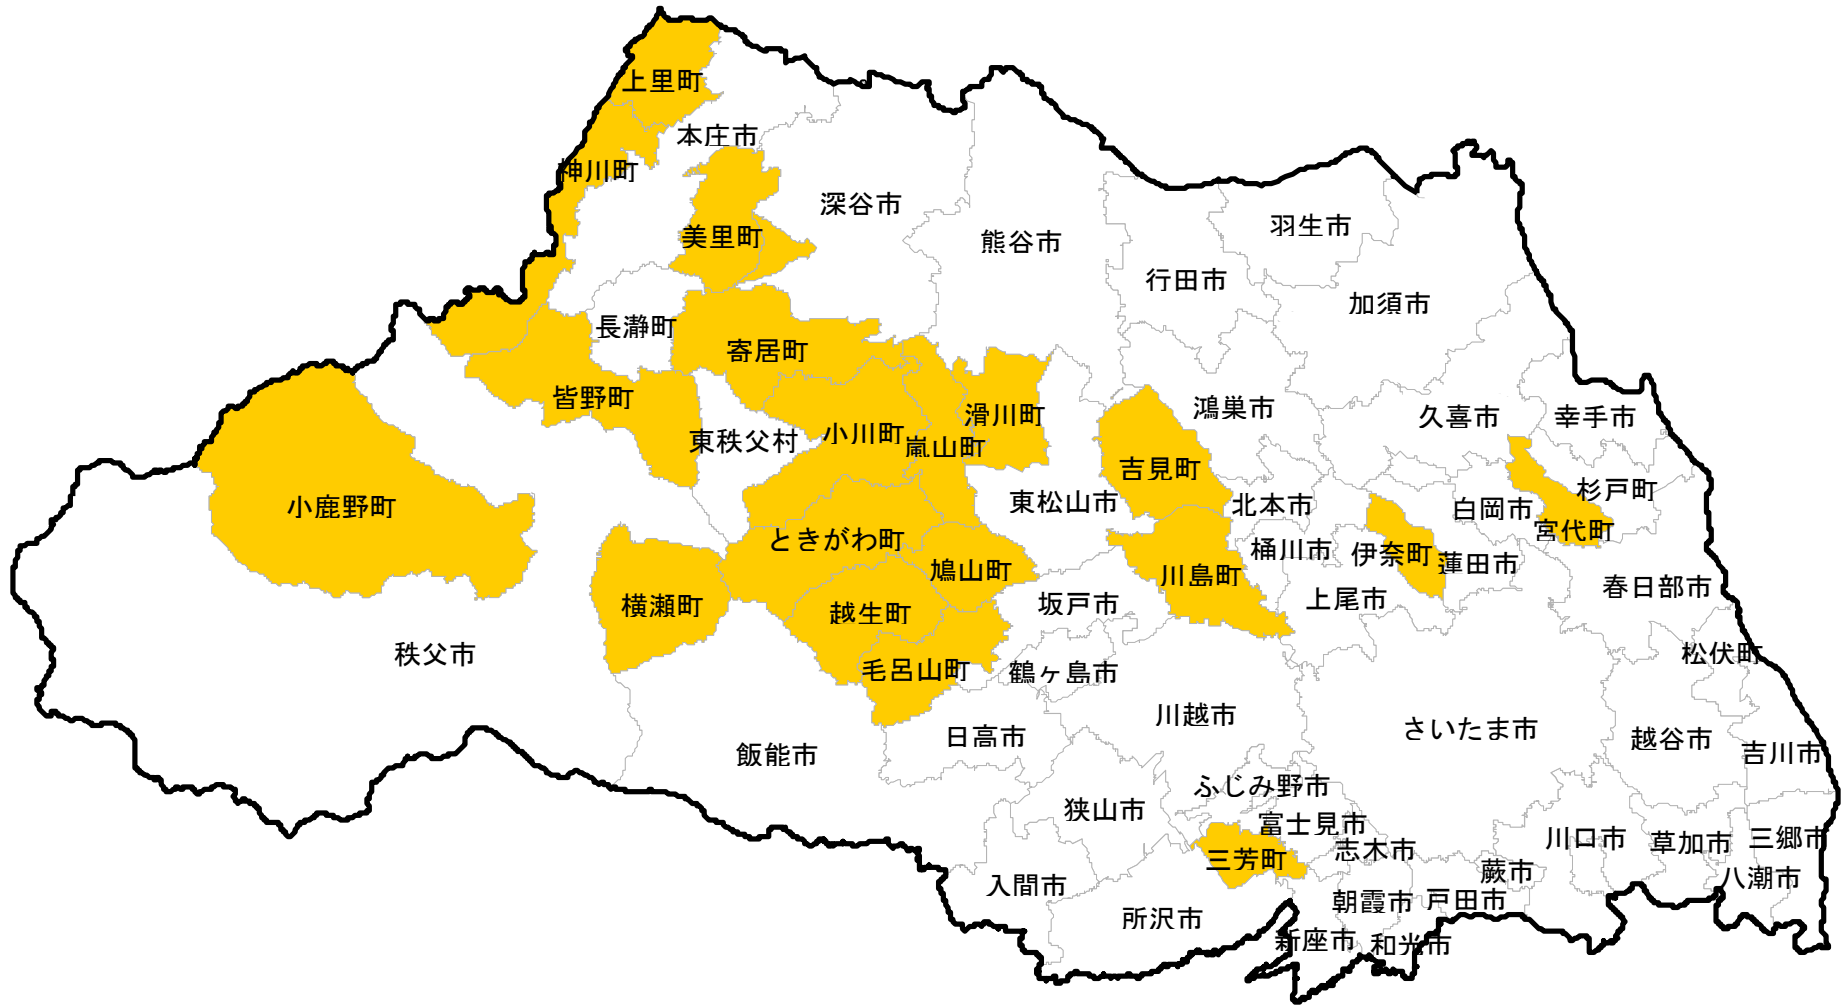 上里町
本庄市
神川町
深谷市
羽生市
美里町
熊谷市
行田市
加須市
長瀞町
寄居町
皆野町
鴻巣市
久喜市
幸手市
滑川町
東秩父村
小川町
嵐山町
吉見町
杉戸町
小鹿野町
東松山市
北本市
白岡市
宮代町
ときがわ町
桶川市
伊奈町
蓮田市
鳩山町
川島町
春日部市
横瀬町
越生町
坂戸市
上尾市
秩父市
松伏町
毛呂山町
鶴ヶ島市
川越市
さいたま市
日高市
越谷市
飯能市
吉川市
ふじみ野市
狭山市
富士見市
川口市
草加市
三郷市
志木市
三芳町
蕨市
八潮市
入間市
朝霞市
戸田市
所沢市
新座市
和光市